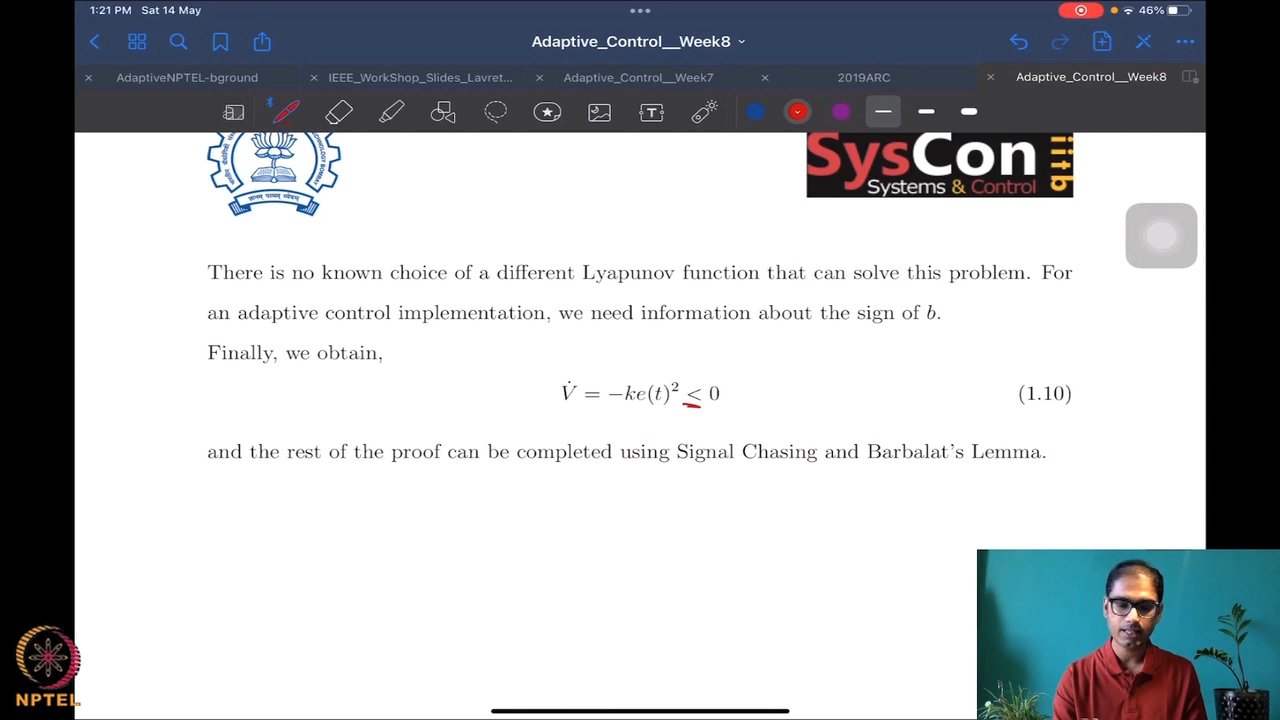 1:21 PM Sat 14 May
46%
Adaptive_Control__Week8
AdaptiveNPTEL-bground
IEEE_WorkShop_Slides_Lavret...
Adaptive_Control__Week7
2019ARC
Adaptive_Control__Week8
SysCon
iitb
Systems & Control
There is no known choice of a different Lyapunov function that can solve this problem. For
an adaptive control implementation, we need information about the sign of b.
Finally, we obtain,
V̇ = −ke(t)² < 0 (1.10)
and the rest of the proof can be completed using Signal Chasing and Barbalat's Lemma.
NPTEL